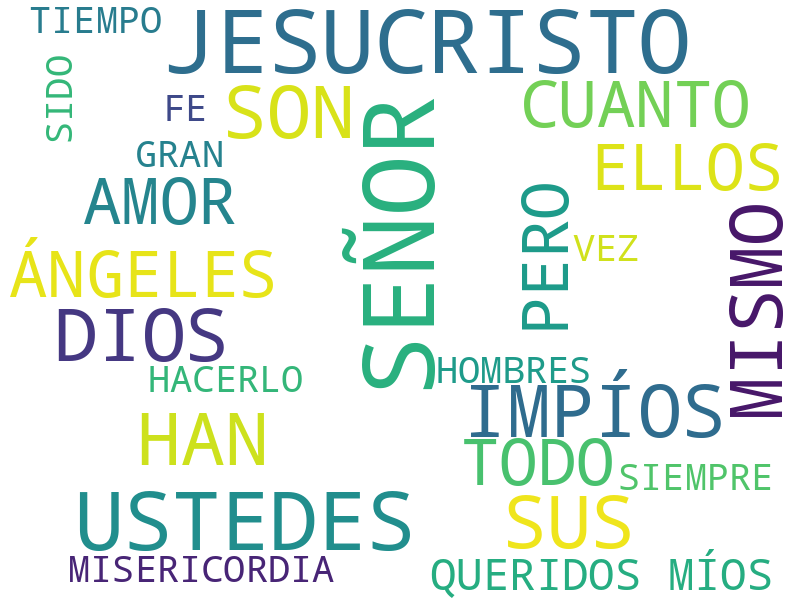 TIEMPO
JESUCRISTO
SIDO
FE
SON
CUANTO
GRAN
ELLOS
AMOR
SEÑOR
PERO
VEZ
MISMO
ÁNGELES
DIOS
HACERLO
HOMBRES
IMPÍOS
HAN
TODO
SIEMPRE
USTEDES
SUS
MISERICORDIA
QUERIDOS MÍOS